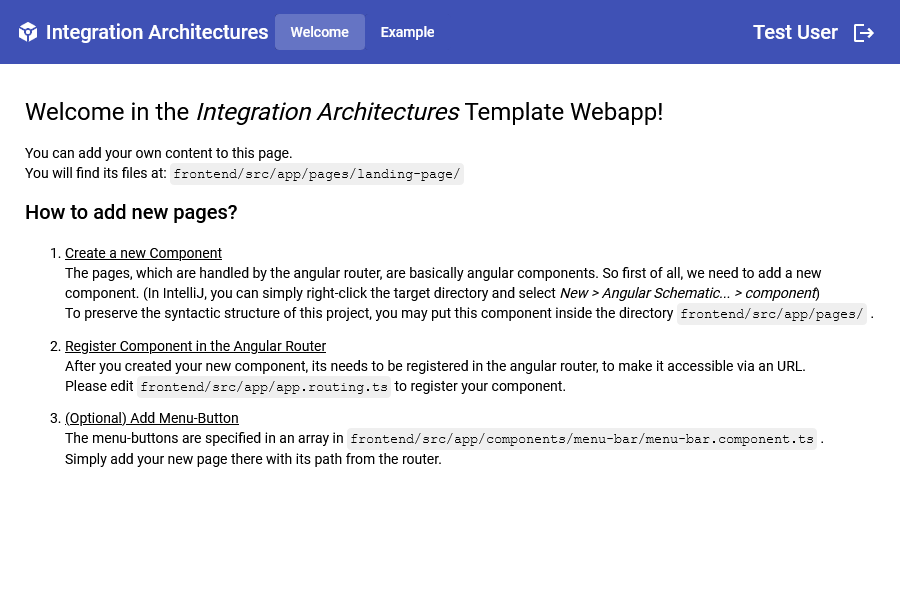 Integration Architectures Welcome Example Test User
Welcome in the Integration Architectures Template Webapp!
You can add your own content to this page.
You will find its files at: frontend/src/app/pages/landing-page/
How to add new pages?
1. Create a new Component
The pages, which are handled by the angular router, are basically angular components. So first of all, we need to add a new
component. (In IntelliJ, you can simply right-click the target directory and select New > Angular Schematic... > component)
To preserve the syntactic structure of this project, you may put this component inside the directory frontend/src/app/pages/ .
2. Register Component in the Angular Router
After you created your new component, its needs to be registered in the angular router, to make it accessible via an URL.
Please edit frontend/src/app/app.routing.ts to register your component.
3. (Optional) Add Menu-Button
The menu-buttons are specified in an array in frontend/src/app/components/menu-bar/menu-bar.component.ts .
Simply add your new page there with its path from the router.